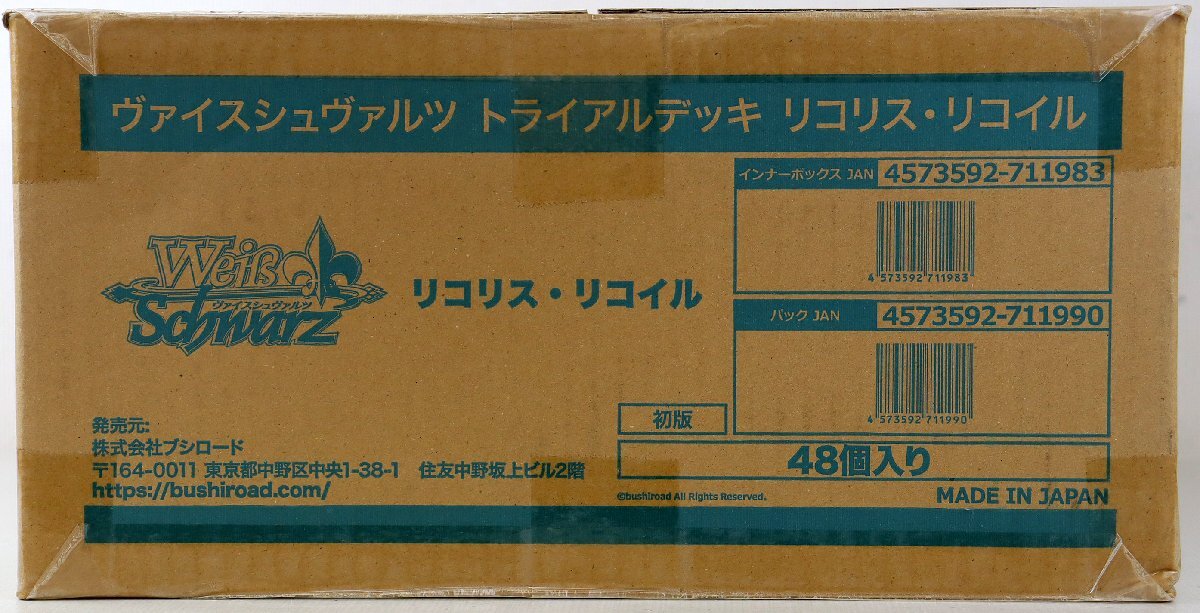 ヴァイスシュヴァルツ トライアルデッキ リコリス・リコイル
インナーボックス JAN 4573592-711983
4 573592 711983
Weiß
ヴァイスシュヴァルツ
Schwarz
リコリス・リコイル
パック JAN 4573592-711990
4 573592 711990
発売元:
株式会社ブシロード
〒164-0011 東京都中野区中央1-38-1 住友中野坂上ビル2階
https://bushiroad.com/
初版
48個入り
©bushiroad All Rights Reserved.
MADE IN JAPAN